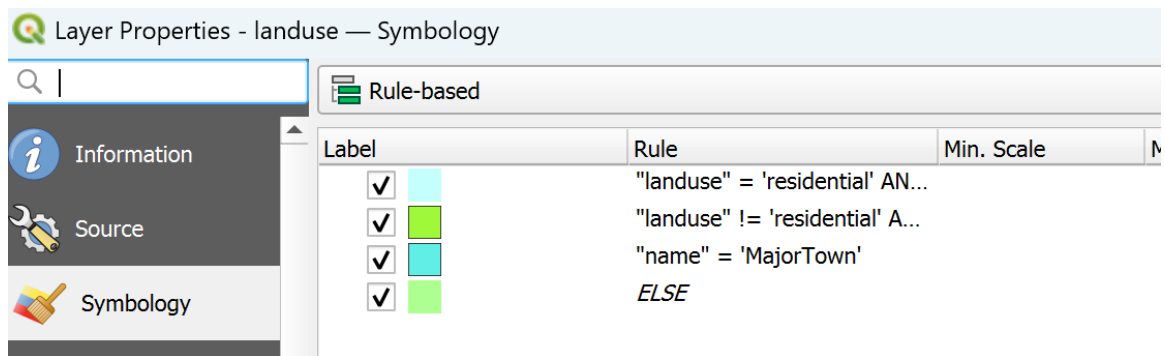 Layer Properties - landuse — Symbology
Rule-based
Information
Source
Symbology
Label Rule Min. Scale M
"landuse" = 'residential' AN...
"landuse" != 'residential' A...
"name" = 'MajorTown'
ELSE